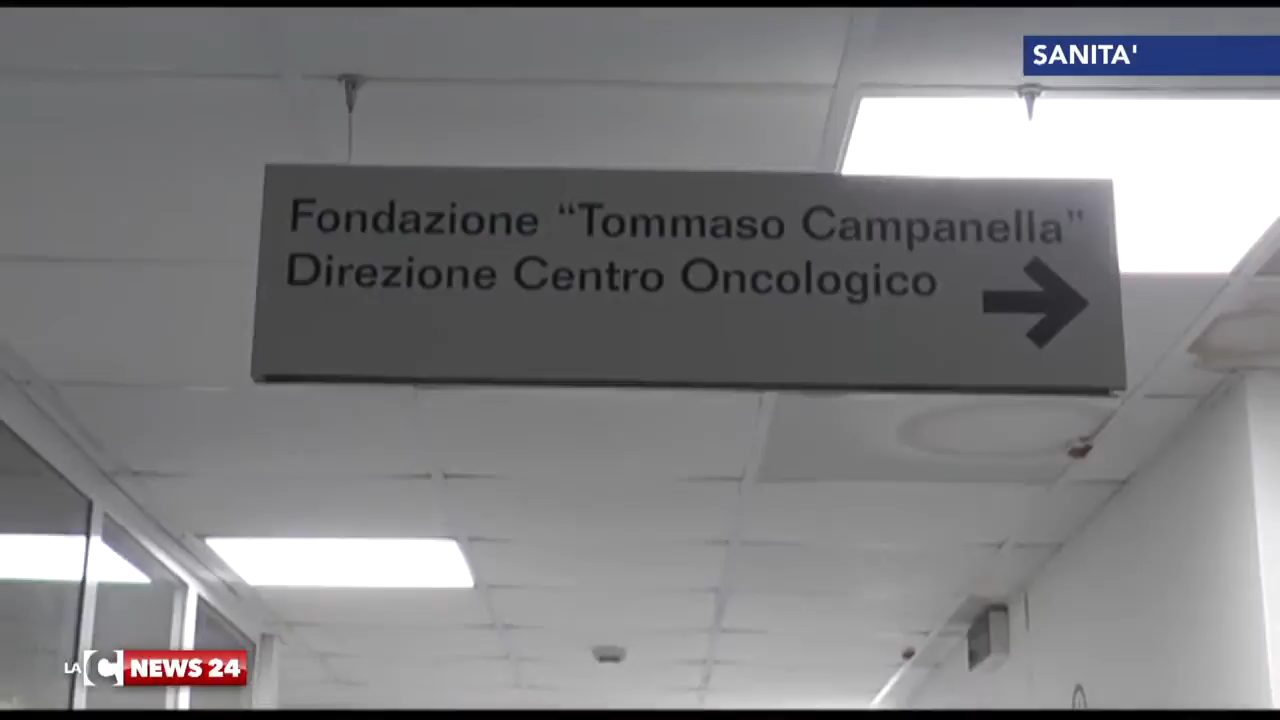 SANITA'
Fondazione “Tommaso Campanella”
Direzione Centro Oncologico
LA C NEWS 24